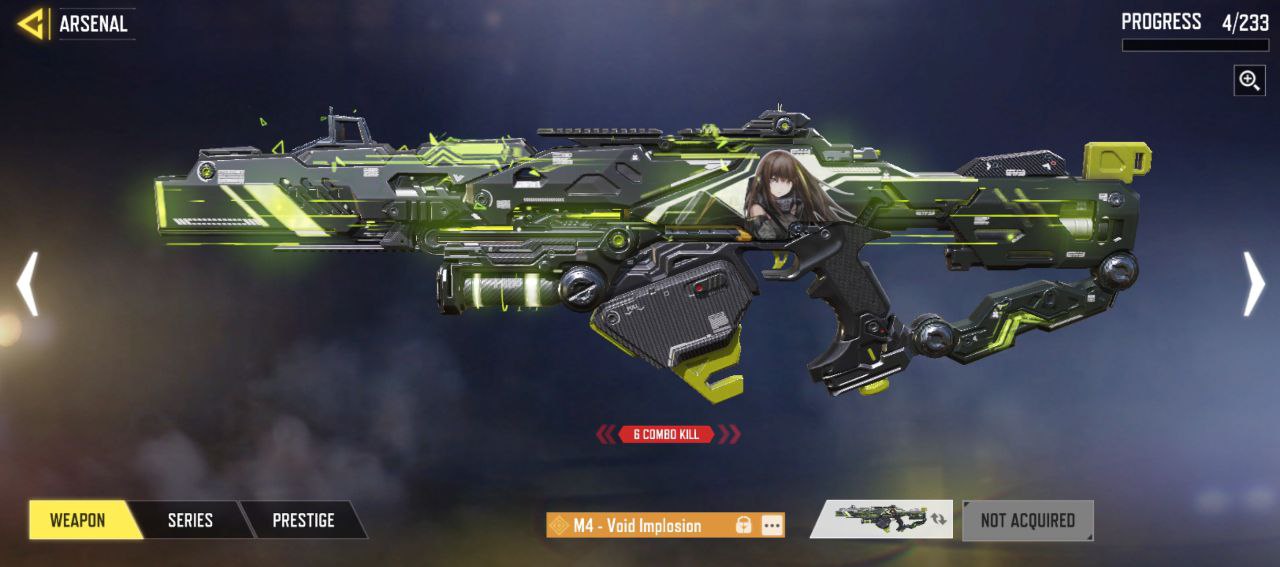 ARSENAL
PROGRESS 4/233
6 COMBO KILL
WEAPON
SERIES
PRESTIGE
M4 - Void Implosion
NOT ACQUIRED